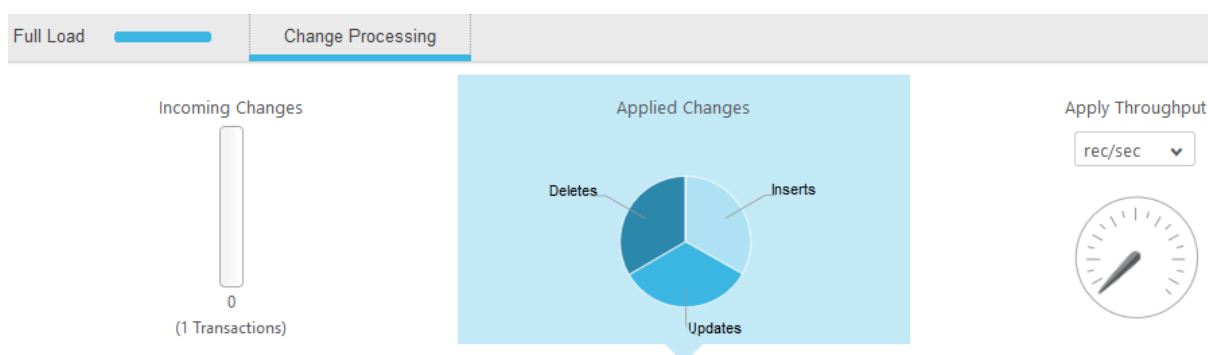 Full Load
Change Processing
Incoming Changes
0
(1 Transactions)
Applied Changes
Deletes
Inserts
Updates
Apply Throughput
rec/sec